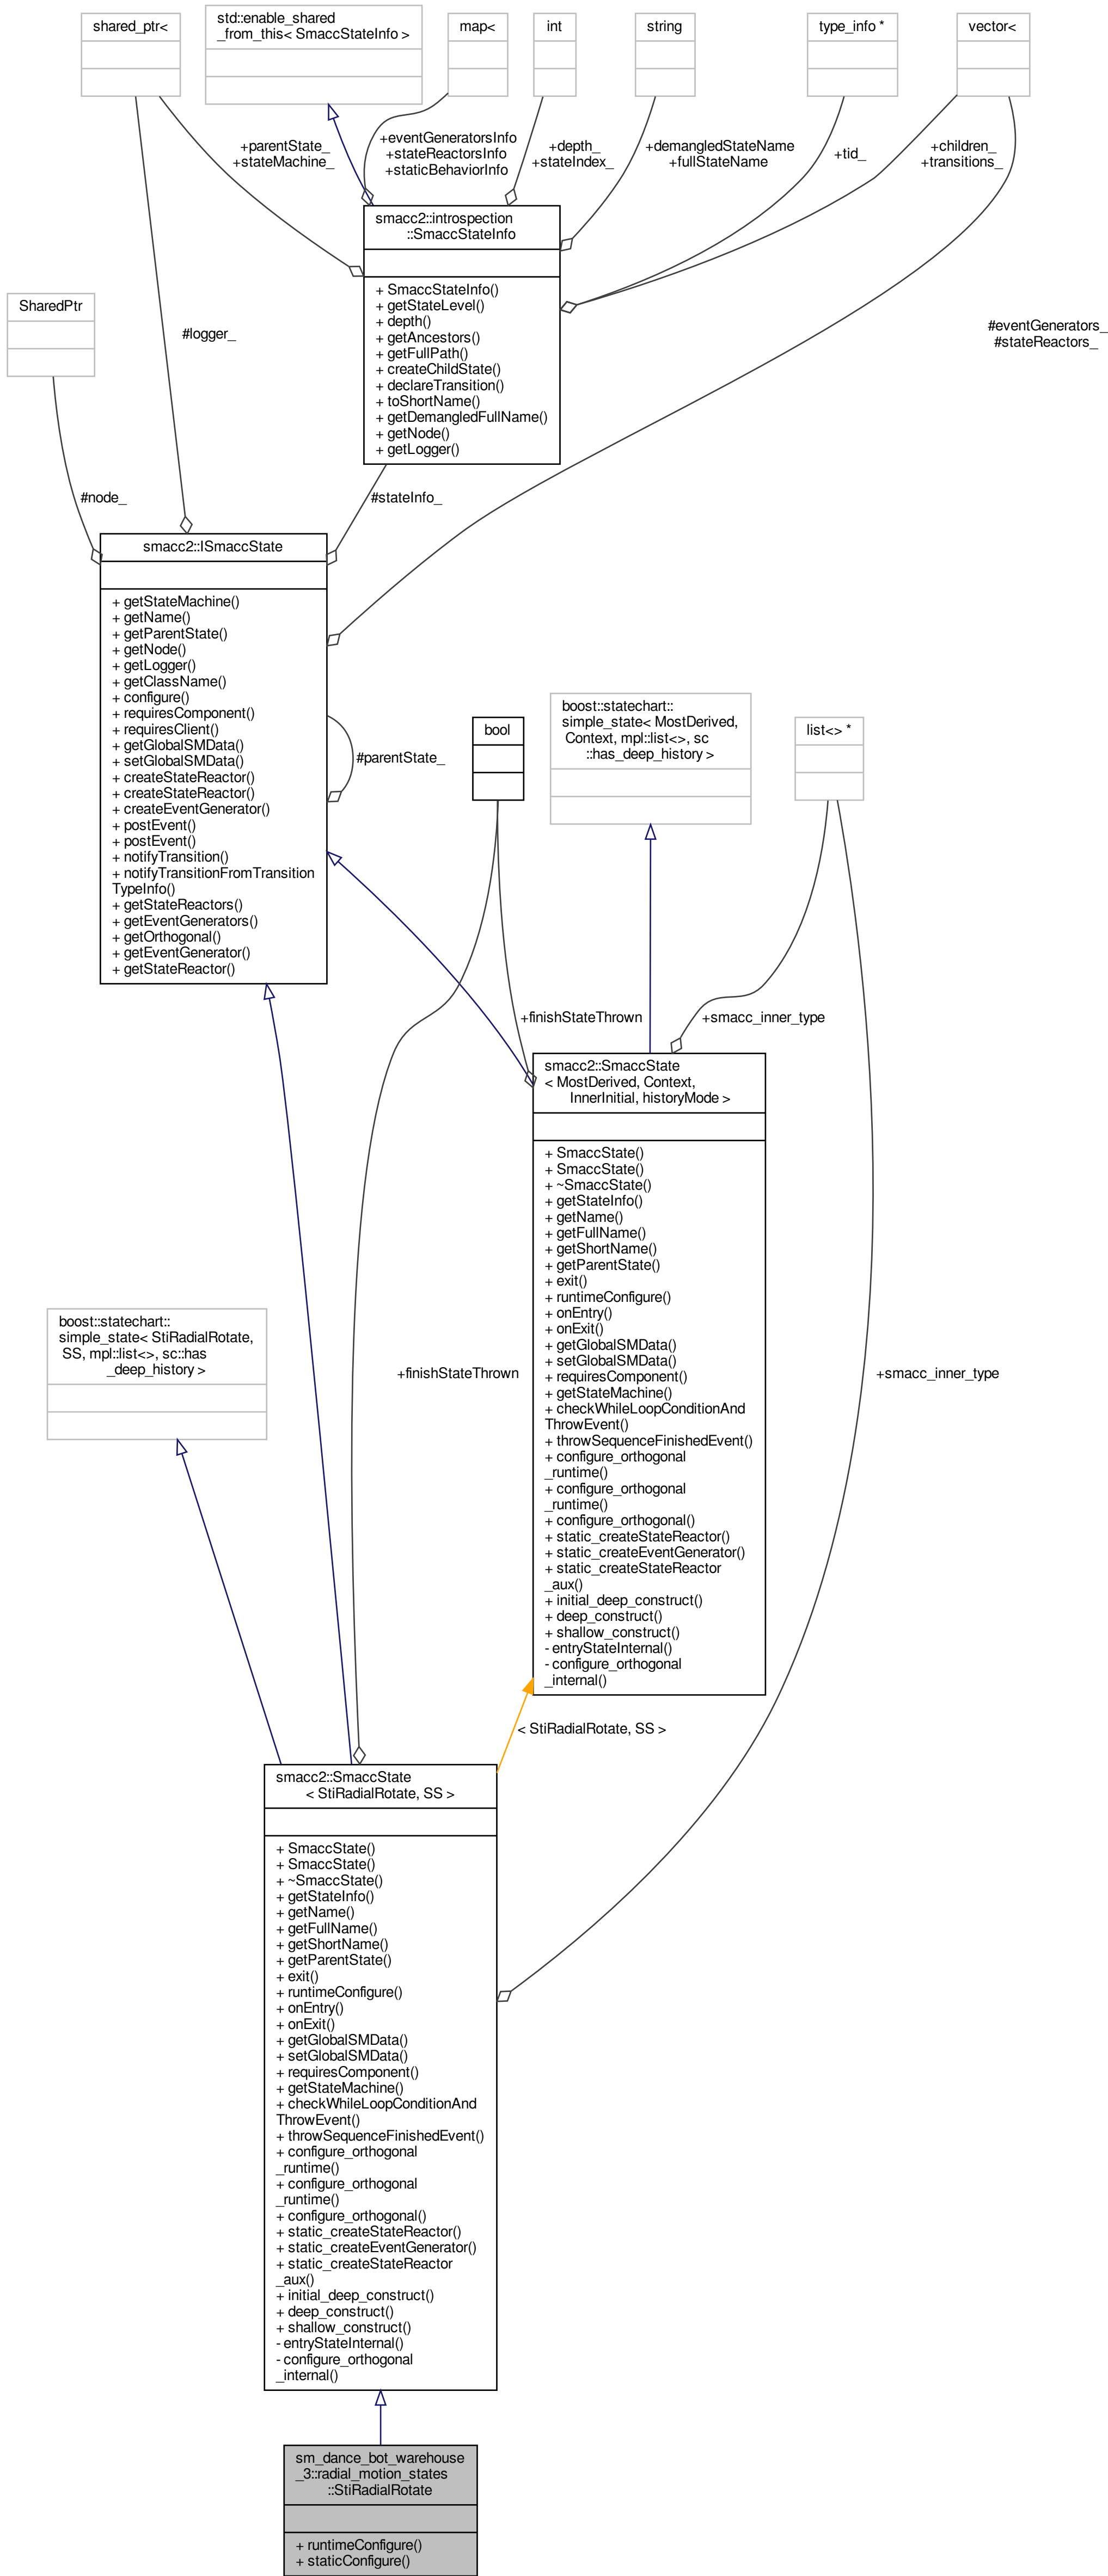 shared_ptr<
std::enable_shared
_from_this< SmaccStateInfo >
map<
int
string
type_info *
vector<
+parentState_
+stateMachine_
+eventGeneratorsInfo
+stateReactorsInfo
+staticBehaviorInfo
+depth_
+stateIndex_
+demangledStateName
+fullStateName
+tid_
+children_
+transitions_
smacc2::introspection
::SmaccStateInfo
+ SmaccStateInfo()
+ getStateLevel()
+ depth()
+ getAncestors()
+ getFullPath()
+ createChildState()
+ declareTransition()
+ toShortName()
+ getDemangledFullName()
+ getNode()
+ getLogger()
SharedPtr
#logger_
#eventGenerators_
#stateReactors_
#node_
#stateInfo_
smacc2::ISmaccState
+ getStateMachine()
+ getName()
+ getParentState()
+ getNode()
+ getLogger()
+ getClassName()
+ configure()
+ requiresComponent()
+ requiresClient()
+ getGlobalSMData()
+ setGlobalSMData()
+ createStateReactor()
+ createStateReactor()
+ createEventGenerator()
+ postEvent()
+ postEvent()
+ notifyTransition()
+ notifyTransitionFromTransition
TypeInfo()
+ getStateReactors()
+ getEventGenerators()
+ getOrthogonal()
+ getEventGenerator()
+ getStateReactor()
#parentState_
bool
boost::statechart::
simple_state< MostDerived,
Context, mpl::list<>, sc
::has_deep_history >
list<> *
+finishStateThrown
+smacc_inner_type
smacc2::SmaccState
< MostDerived, Context,
InnerInitial, historyMode >
+ SmaccState()
+ SmaccState()
+ ~SmaccState()
+ getStateInfo()
+ getName()
+ getFullName()
+ getShortName()
+ getParentState()
+ exit()
+ runtimeConfigure()
+ onEntry()
+ onExit()
+ getGlobalSMData()
+ setGlobalSMData()
+ requiresComponent()
+ getStateMachine()
+ checkWhileLoopConditionAnd
ThrowEvent()
+ throwSequenceFinishedEvent()
+ configure_orthogonal
_runtime()
+ configure_orthogonal
_runtime()
+ configure_orthogonal()
+ static_createStateReactor()
+ static_createEventGenerator()
+ static_createStateReactor
_aux()
+ initial_deep_construct()
+ deep_construct()
+ shallow_construct()
- entryStateInternal()
- configure_orthogonal
_internal()
boost::statechart::
simple_state< StiRadialRotate,
SS, mpl::list<>, sc::has
_deep_history >
+finishStateThrown
+smacc_inner_type
< StiRadialRotate, SS >
smacc2::SmaccState
< StiRadialRotate, SS >
+ SmaccState()
+ SmaccState()
+ ~SmaccState()
+ getStateInfo()
+ getName()
+ getFullName()
+ getShortName()
+ getParentState()
+ exit()
+ runtimeConfigure()
+ onEntry()
+ onExit()
+ getGlobalSMData()
+ setGlobalSMData()
+ requiresComponent()
+ getStateMachine()
+ checkWhileLoopConditionAnd
ThrowEvent()
+ throwSequenceFinishedEvent()
+ configure_orthogonal
_runtime()
+ configure_orthogonal
_runtime()
+ configure_orthogonal()
+ static_createStateReactor()
+ static_createEventGenerator()
+ static_createStateReactor
_aux()
+ initial_deep_construct()
+ deep_construct()
+ shallow_construct()
- entryStateInternal()
- configure_orthogonal
_internal()
sm_dance_bot_warehouse
_3::radial_motion_states
::StiRadialRotate
+ runtimeConfigure()
+ staticConfigure()